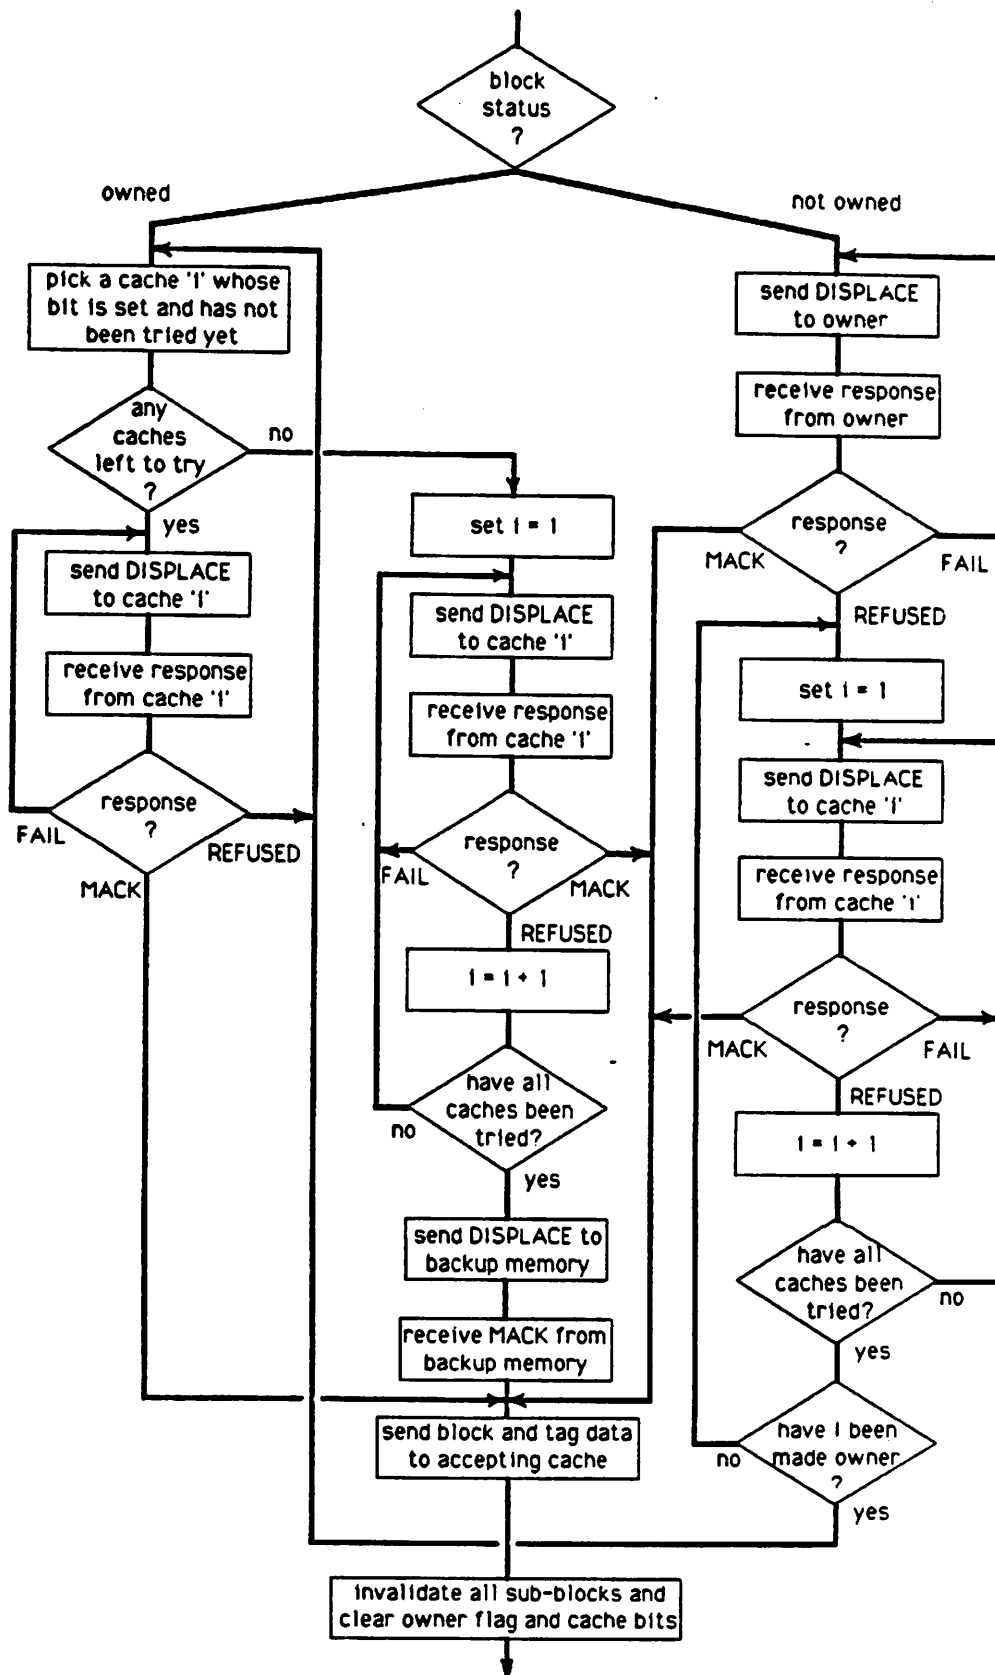 block
status
?
owned
not owned
pick a cache 'i' whose
bit is set and has not
been tried yet
any
caches
left to try
?
no
yes
send DISPLACE
to cache 'i'
receive response
from cache 'i'
response
?
FAIL
REFUSED
MACK
set i = 1
send DISPLACE
to cache 'i'
receive response
from cache 'i'
response
?
FAIL
MACK
REFUSED
i = i + 1
have all
caches been
tried?
no
yes
send DISPLACE to
backup memory
receive MACK from
backup memory
send block and tag data
to accepting cache
invalidate all sub-blocks and
clear owner flag and cache bits
send DISPLACE
to owner
receive response
from owner
response
?
MACK
FAIL
REFUSED
set i = 1
send DISPLACE
to cache 'i'
receive response
from cache 'i'
response
?
MACK
FAIL
REFUSED
i = i + 1
have all
caches been
tried?
no
yes
have I been
made owner
?
no
yes